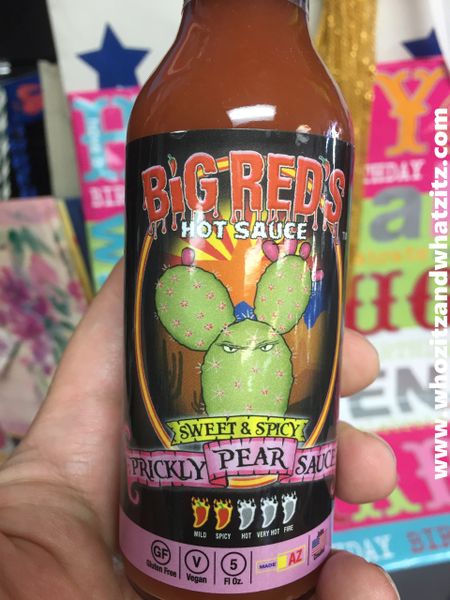 BiG RED'S
HOT SAUCE
TM
SWEET & SPICY
PRICKLY PEAR SAUCE
MILD SPICY HOT VERY HOT FIRE
GF
Gluten Free
V
Vegan
5
Fl Oz.
MADE
AZ
www.whozitzandwhatzitz.com